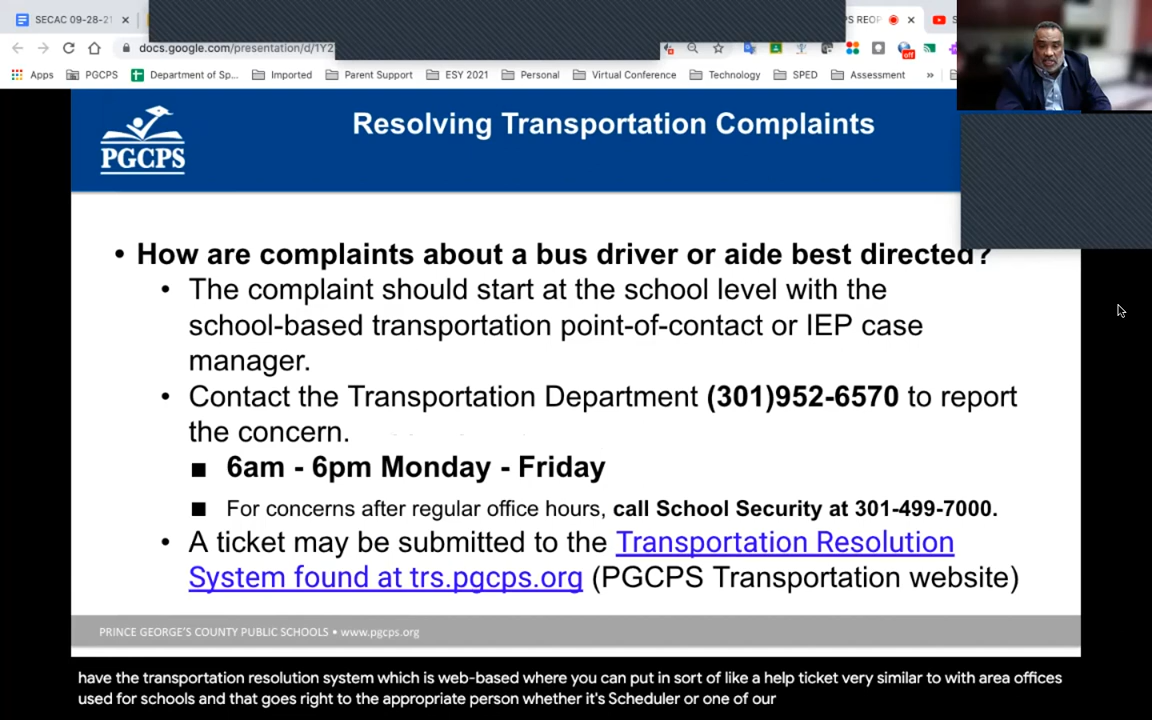 SECAC 09-28-21
PS REOP
docs.google.com/presentation/d/1Y2
off
Apps PGCPS Department of Sp... Imported Parent Support ESY 2021 Personal Virtual Conference Technology SPED Assessment »
PGCPS
Resolving Transportation Complaints
• How are complaints about a bus driver or aide best directed?
• The complaint should start at the school level with the
school-based transportation point-of-contact or IEP case
manager.
• Contact the Transportation Department (301)952-6570 to report
the concern.
■ 6am - 6pm Monday - Friday
■ For concerns after regular office hours, call School Security at 301-499-7000.
• A ticket may be submitted to the Transportation Resolution
System found at trs.pgcps.org (PGCPS Transportation website)
PRINCE GEORGE'S COUNTY PUBLIC SCHOOLS • www.pgcps.org
have the transportation resolution system which is web-based where you can put in sort of like a help ticket very similar to with area offices
used for schools and that goes right to the appropriate person whether it's Scheduler or one of our